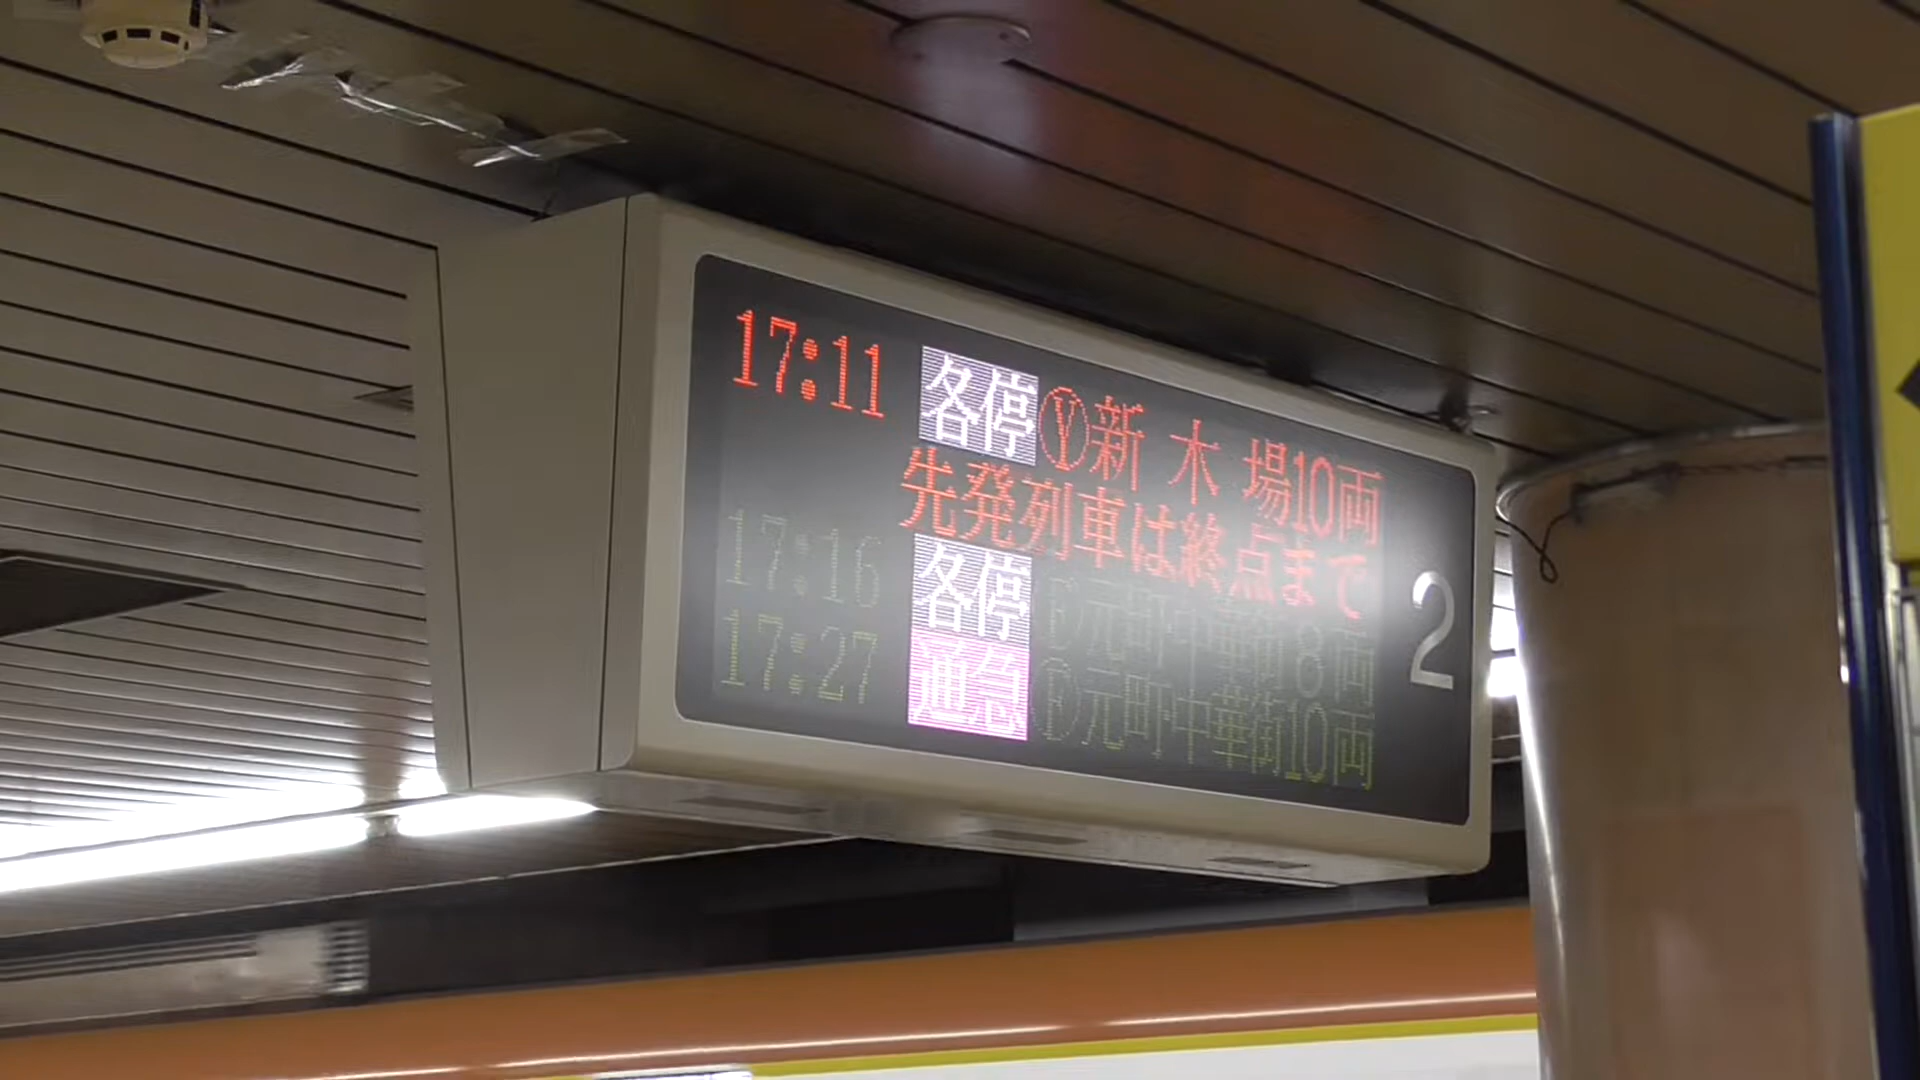 17:11 各停 Ⓨ新木場10両
先発列車は終点まで
17:16 各停 Ⓕ元町中華街8両
17:27 通急 Ⓕ元町中華街10両
2